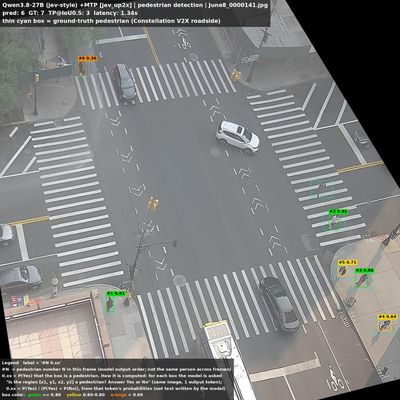 Qwen3.8-27B (jev-style) +MTP [jev_up2x] | pedestrian detection | June8_0000141.jpg
pred: 6 GT: 7 TP@IoU0.5: 3 latency: 1.34s
thin cyan box = ground-truth pedestrian (Constellation V2X roadside)
#6 0.38
#2 0.92
#5 0.71
#3 0.86
#1 0.91
#4 0.64
Legend label = '#N 0.xx'
#N = pedestrian number N in this frame (model output order; not the same person across frames)
0.xx = P(Yes) that the box is a pedestrian. How it is computed: for each box the model is asked
"Is the region [x1, y1, x2, y2] a pedestrian? Answer Yes or No" (same image, 1 output token);
0.xx = P(Yes) / (P(Yes) + P(No)), from that token's probabilities (not text written by the model)
box color: green >= 0.80 yellow 0.60-0.80 orange < 0.60